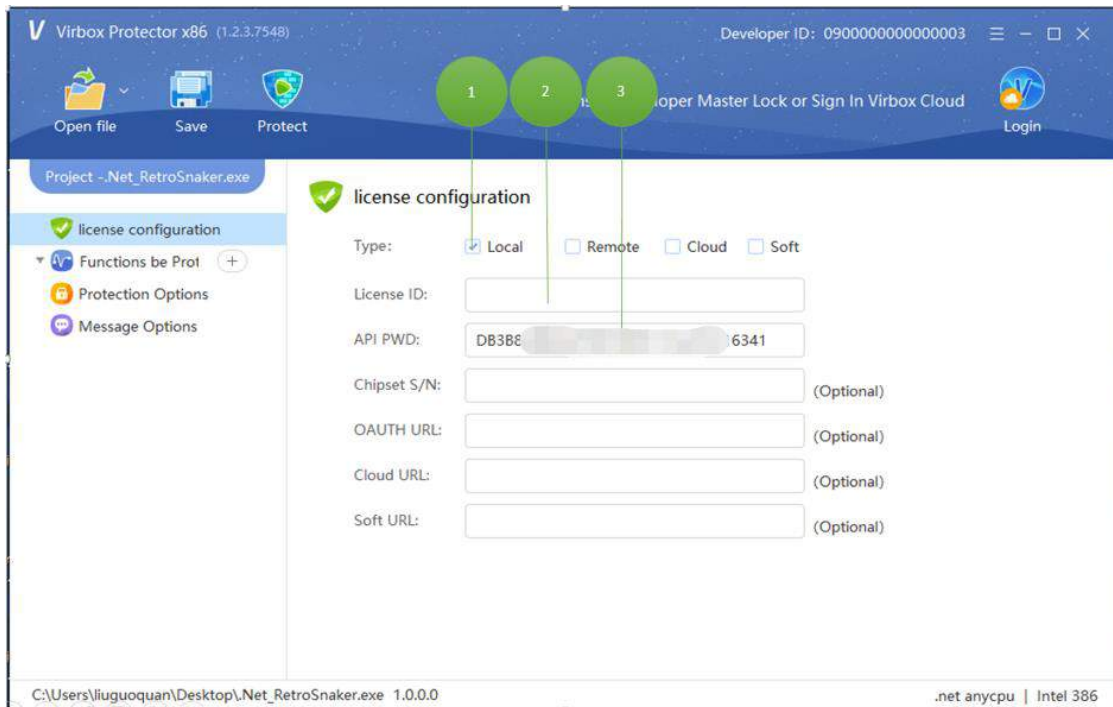 V Virbox Protector x86 (1.2.3.7548)
Developer ID: 0900000000000003
Open file
Save
Protect
1
2
3
Master Lock or Sign In Virbox Cloud
Login
Project -.Net_RetroSnaker.exe
license configuration
Functions be Prot
Protection Options
Message Options
license configuration
Type: Local Remote Cloud Soft
License ID:
API PWD: DB3B8 6341
Chipset S/N: (Optional)
OAUTH URL: (Optional)
Cloud URL: (Optional)
Soft URL: (Optional)
C:\Users\liuguoquan\Desktop\.Net_RetroSnaker.exe 1.0.0.0
.net anycpu | Intel 386